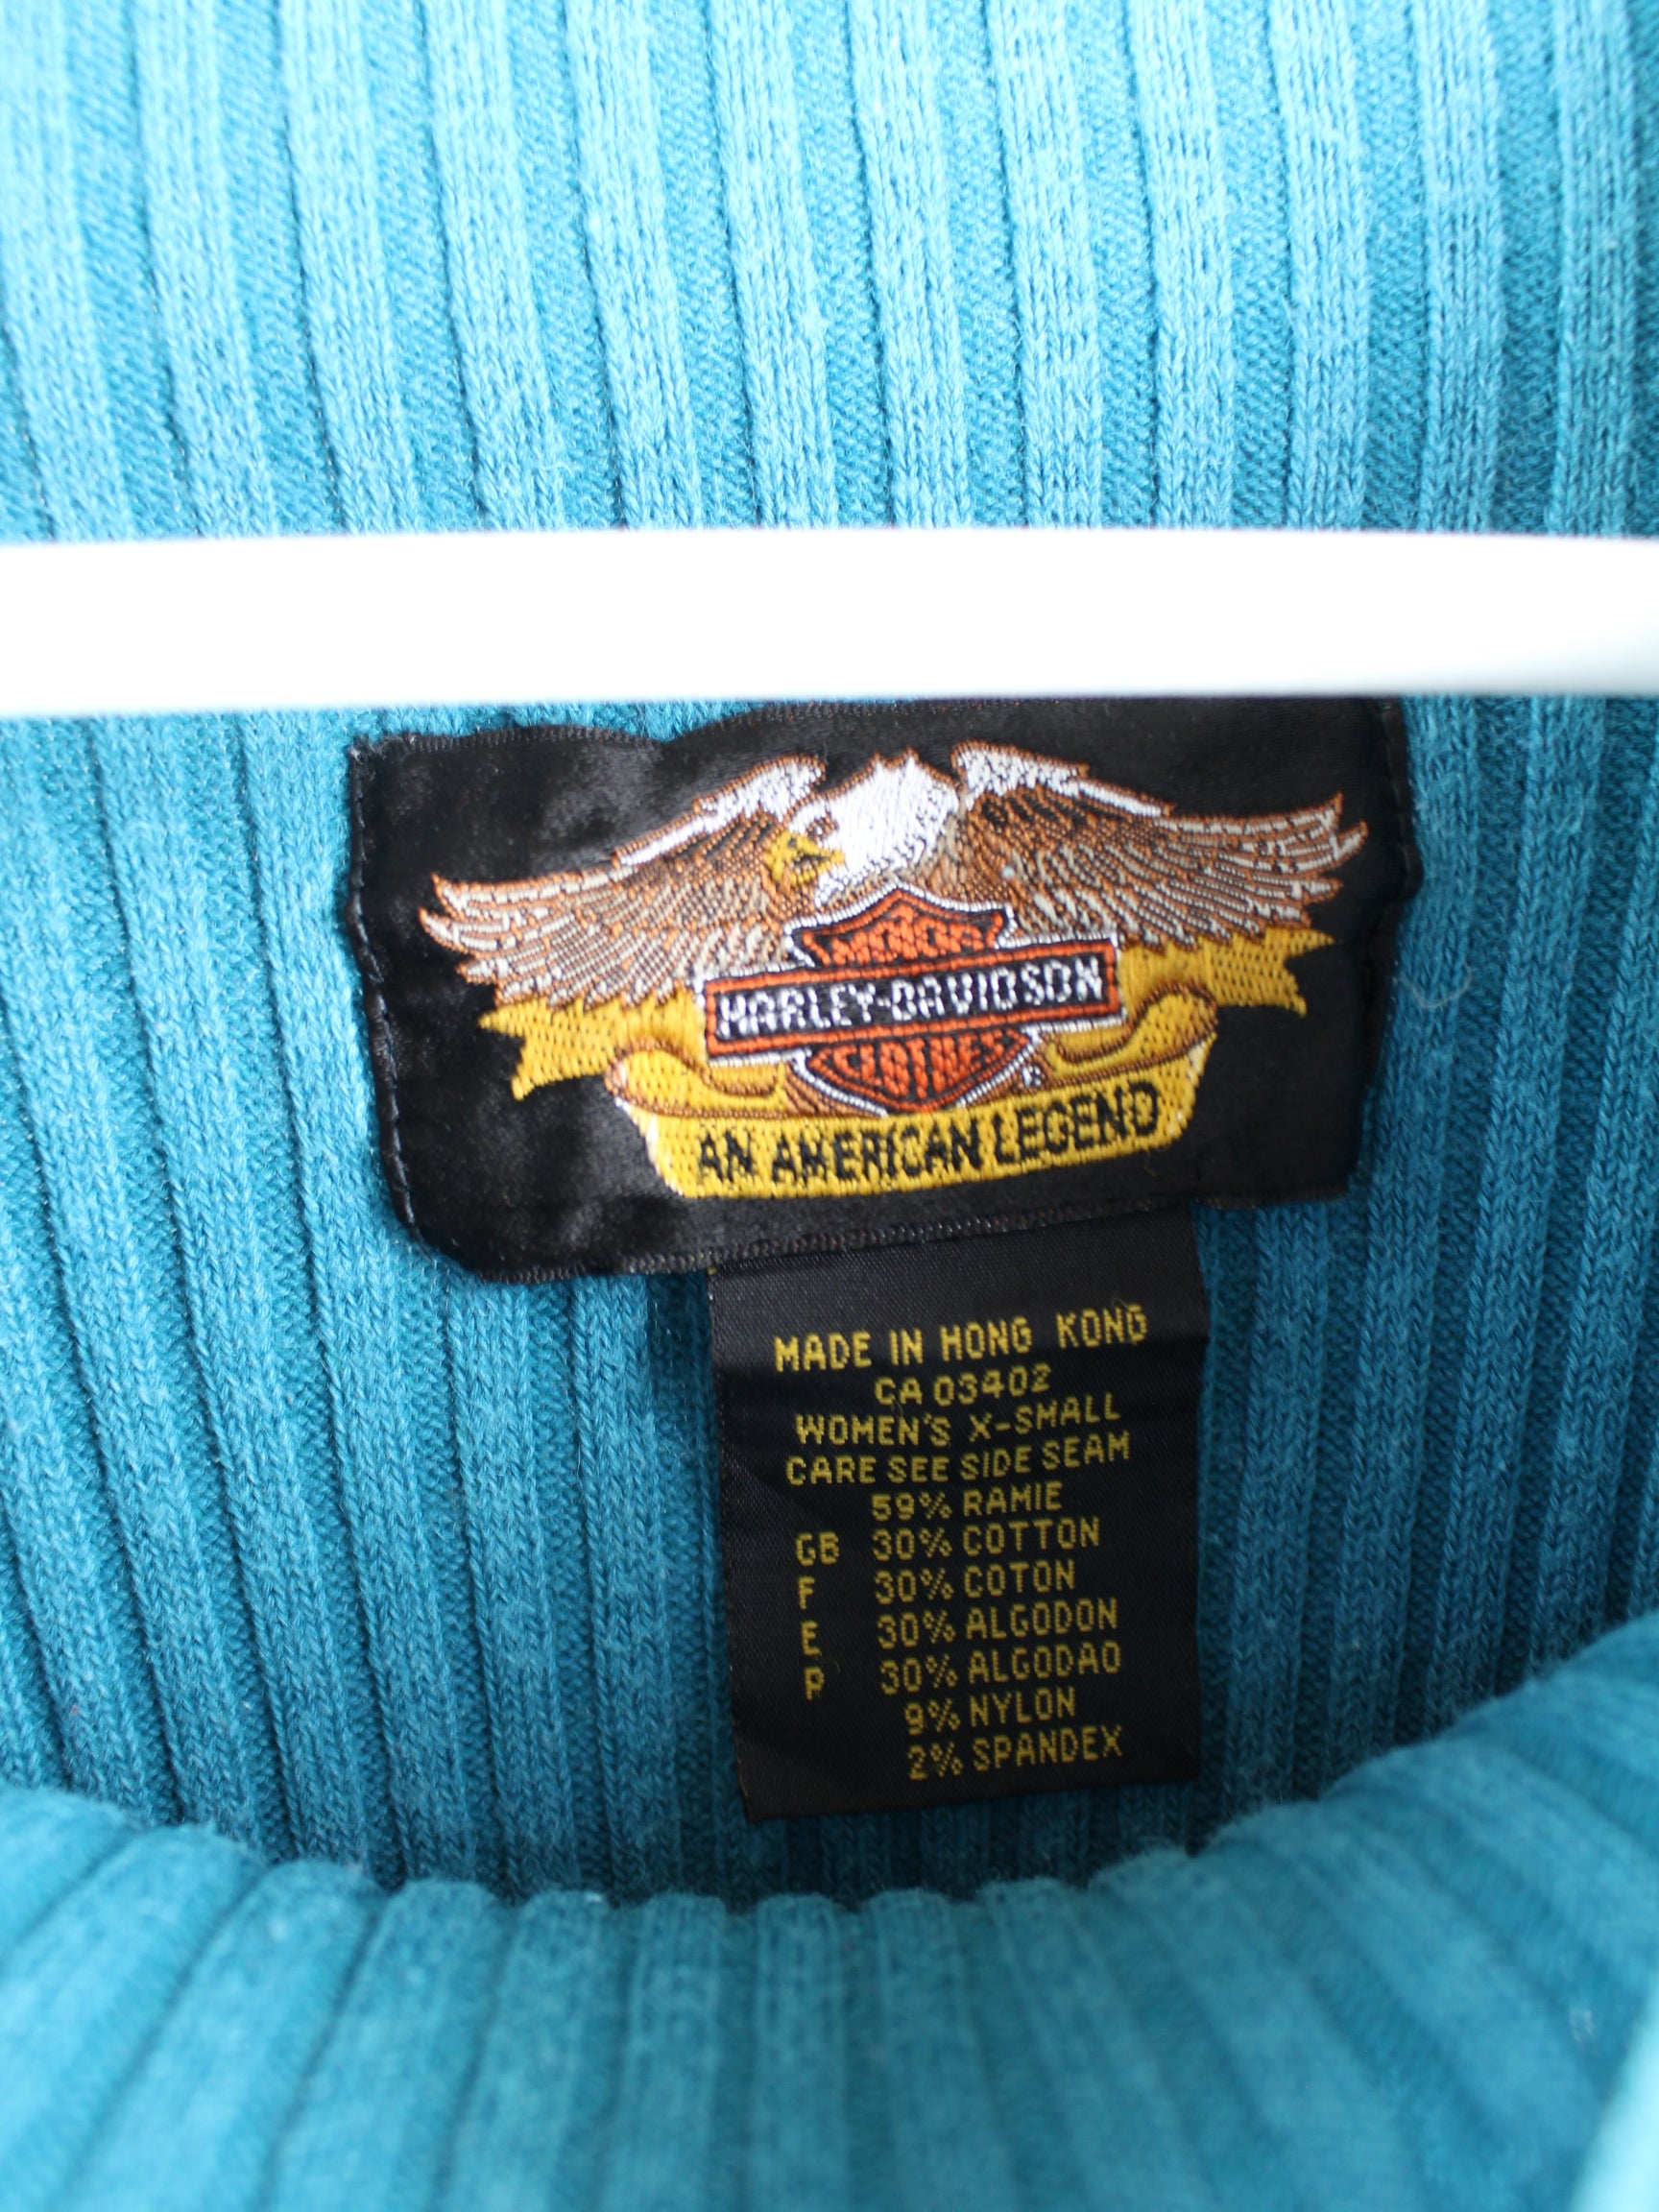 MOTOR
HARLEY-DAVIDSON
CLOTHES
®
AN AMERICAN LEGEND
MADE IN HONG KONG
CA 03402
WOMEN'S X-SMALL
CARE SEE SIDE SEAM
59% RAMIE
GB 30% COTTON
F 30% COTON
E 30% ALGODON
P 30% ALGODAO
9% NYLON
2% SPANDEX